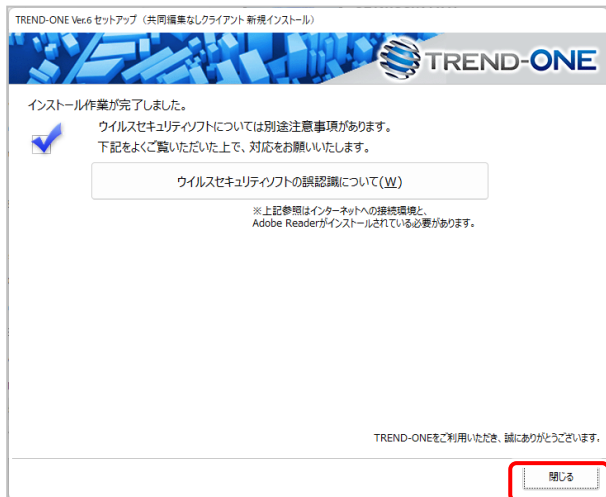 TREND-ONE Ver.6 セットアップ（共同編集なしクライアント 新規インストール）
TREND-ONE
インストール作業が完了しました。
ウイルスセキュリティソフトについては別途注意事項があります。
下記をよくご覧いただいた上で、対応をお願いいたします。
ウイルスセキュリティソフトの誤認識について(W)
※上記参照はインターネットへの接続環境と、
Adobe Readerがインストールされている必要があります。
TREND-ONEをご利用いただき、誠にありがとうございます。
閉じる